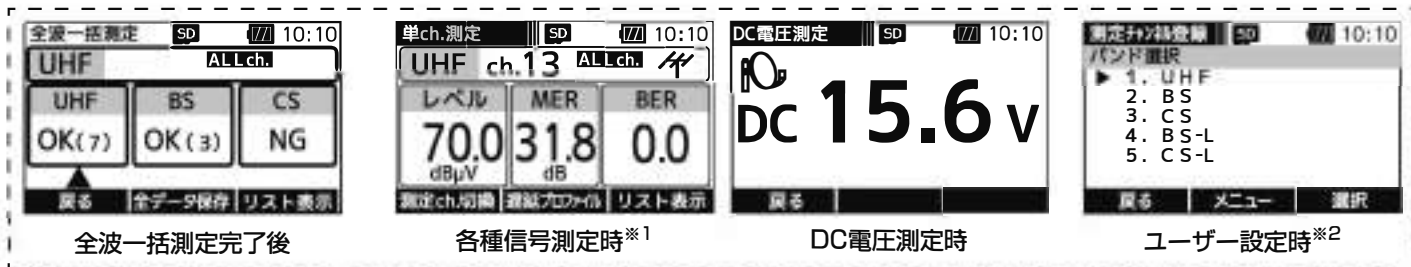 全波一括測定 SD 10:10
UHF ALLch.
UHF BS CS
OK(7) OK(3) NG
戻る 全データ保存 リスト表示
全波一括測定完了後
単ch.測定 SD 10:10
UHF ch.13 ALLch.
レベル MER BER
70.0 31.8 0.0
dBμV dB
測定ch.切換 遅延プロファイル リスト表示
各種信号測定時※1
DC電圧測定 SD 10:10
DC 15.6 V
戻る
DC電圧測定時
測定チャンネル登録 SD 10:10
バンド選択
▶ 1. UHF
2. BS
3. CS
4. BS-L
5. CS-L
戻る メニュー 選択
ユーザー設定時※2